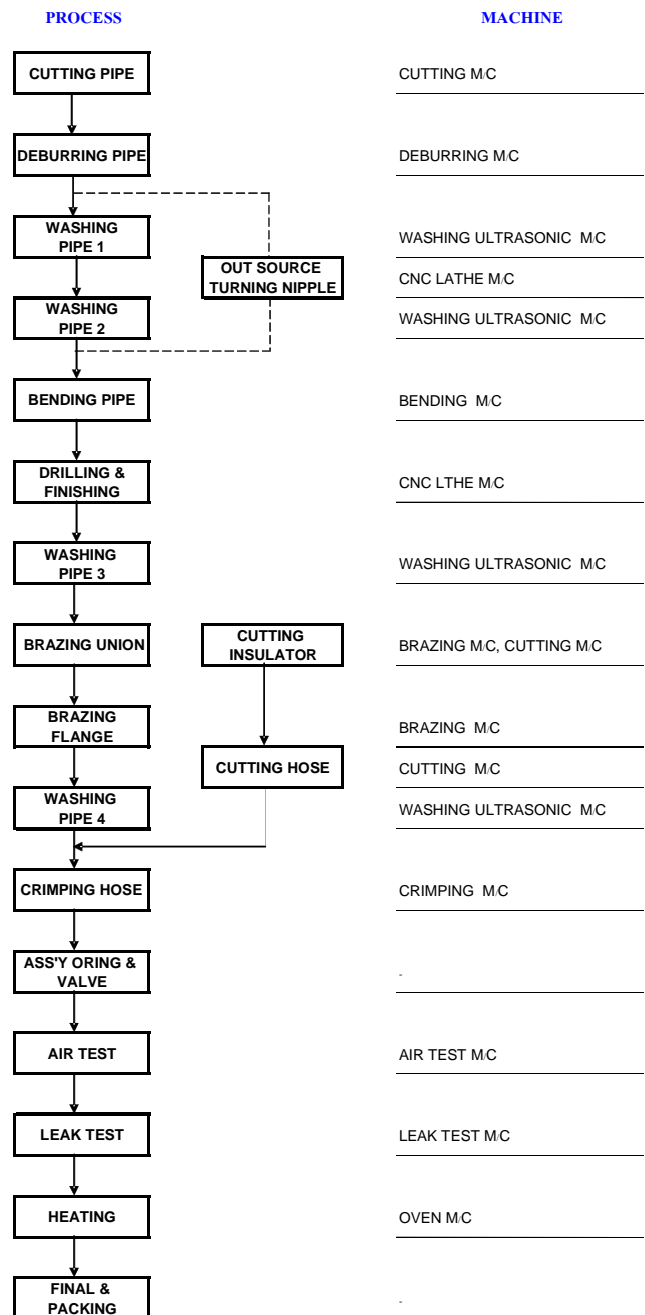 PROCESS MACHINE
CUTTING PIPE CUTTING M/C
DEBURRING PIPE DEBURRING M/C
WASHING
PIPE 1 WASHING ULTRASONIC M/C
OUT SOURCE
TURNING NIPPLE CNC LATHE M/C
WASHING
PIPE 2 WASHING ULTRASONIC M/C
BENDING PIPE BENDING M/C
DRILLING &
FINISHING CNC LTHE M/C
WASHING
PIPE 3 WASHING ULTRASONIC M/C
BRAZING UNION CUTTING
INSULATOR BRAZING M/C, CUTTING M/C
BRAZING
FLANGE BRAZING M/C
CUTTING HOSE CUTTING M/C
WASHING
PIPE 4 WASHING ULTRASONIC M/C
CRIMPING HOSE CRIMPING M/C
ASS'Y ORING &
VALVE -
AIR TEST AIR TEST M/C
LEAK TEST LEAK TEST M/C
HEATING OVEN M/C
FINAL &
PACKING -